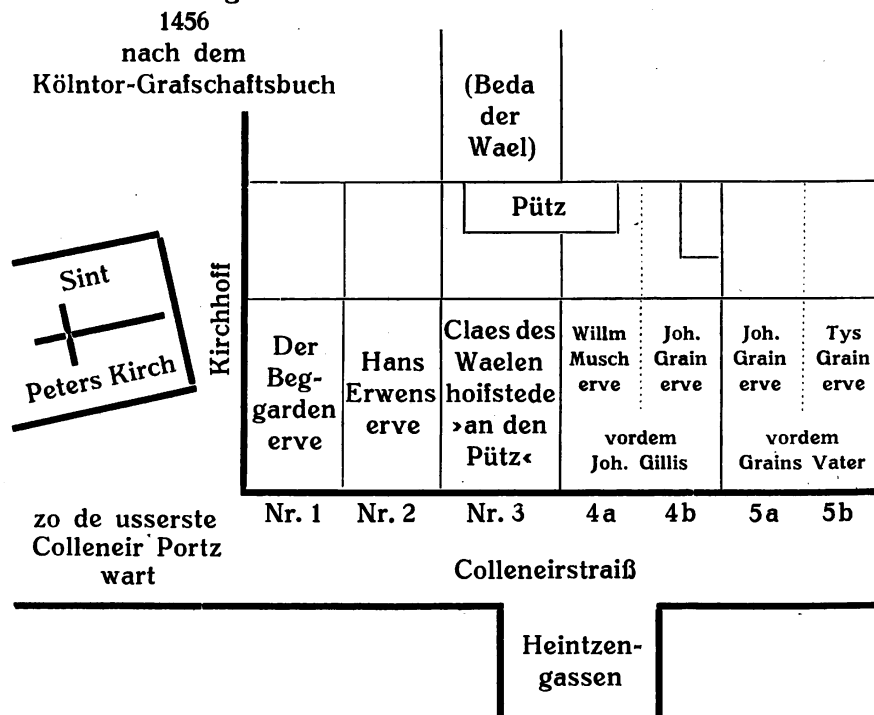 1456
nach dem
Kölntor-Grafschaftsbuch
(Beda
der
Wael)
Pütz
Sint
Peters Kirch
Kirchhoff
Der
Beg-
garden
erve
Hans
Erwens
erve
Claes des
Waelen
hoifstede
›an den
Pütz‹
Willm
Musch
erve
Joh.
Grain
erve
vordem
Joh. Gillis
Joh.
Grain
erve
Tys
Grain
erve
vordem
Grains Vater
Nr. 1 Nr. 2 Nr. 3 4a 4b 5a 5b
zo de usserste
Colleneir Portz
wart
Colleneirstraiß
Heintzen-
gassen